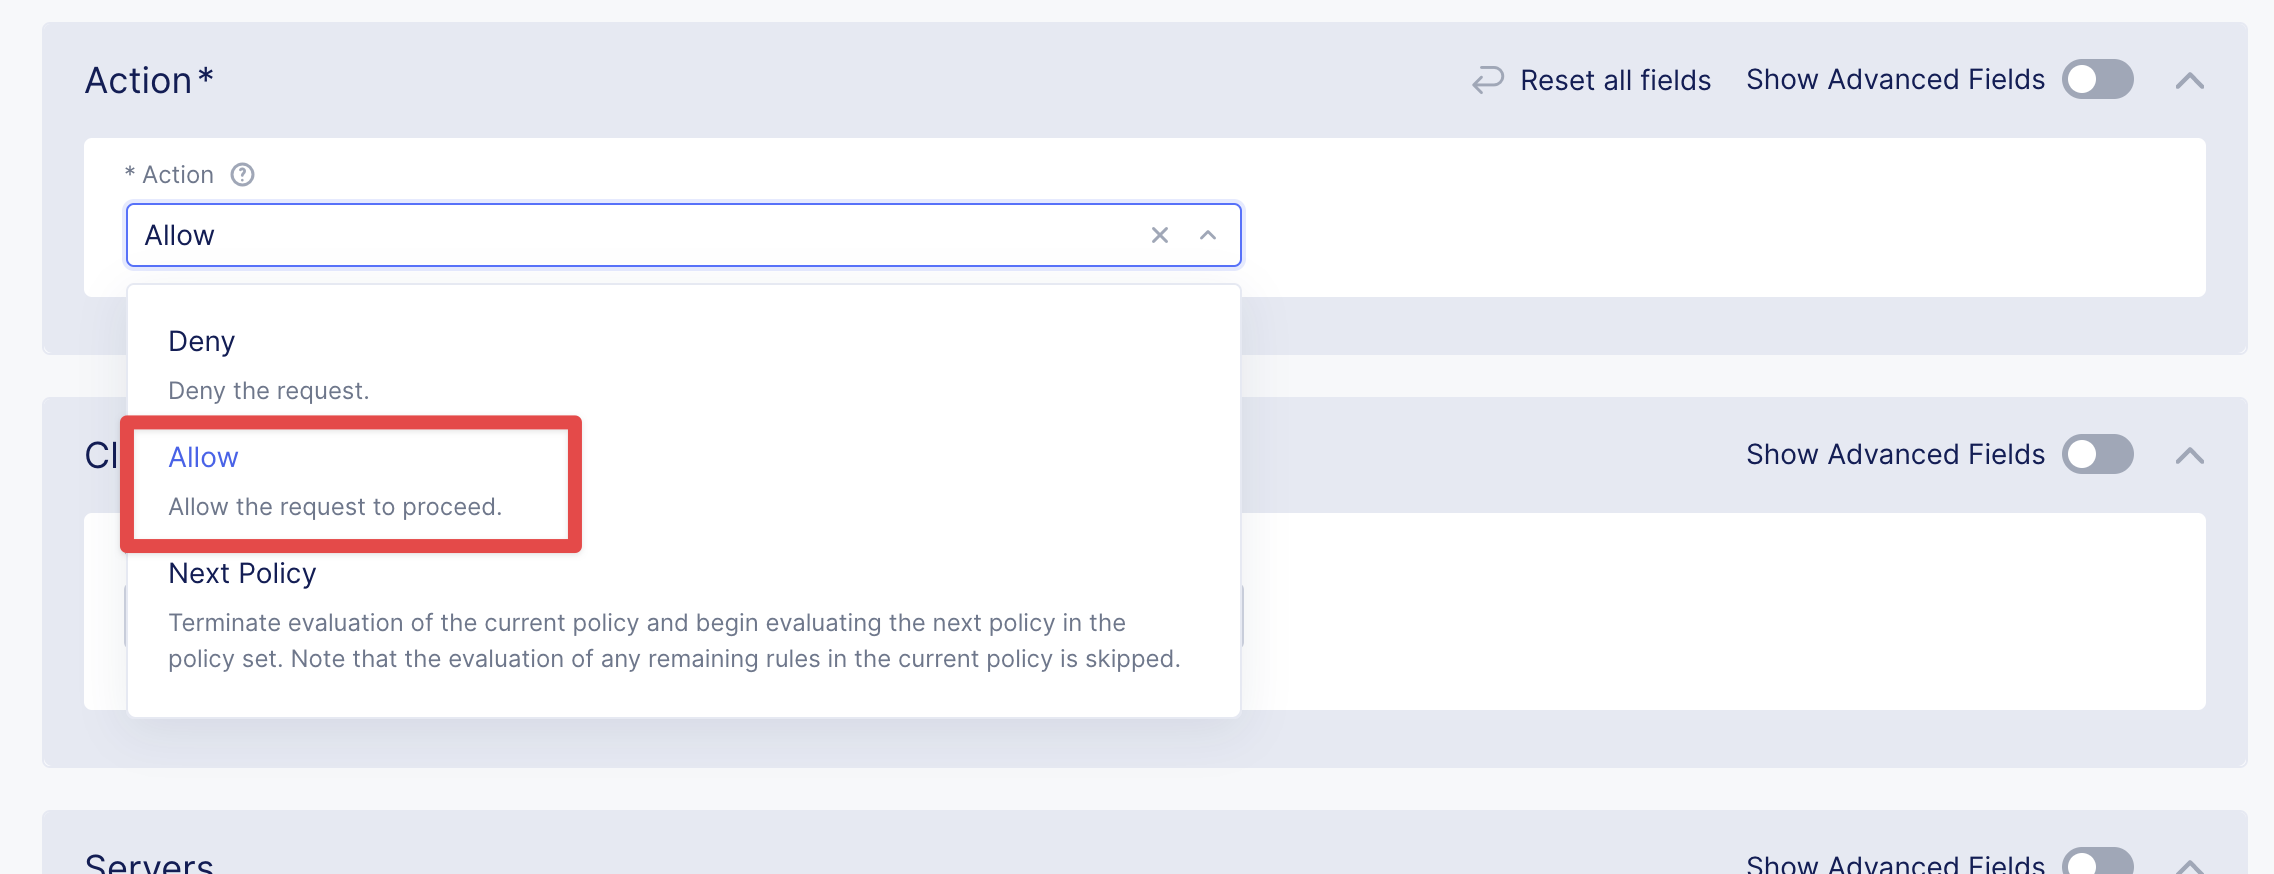 Action*
Reset all fields
Show Advanced Fields
* Action
Allow
Deny
Deny the request.
Show Advanced Fields
Allow
Allow the request to proceed.
Next Policy
Terminate evaluation of the current policy and begin evaluating the next policy in the
policy set. Note that the evaluation of any remaining rules in the current policy is skipped.
Servers
Show Advanced Fields